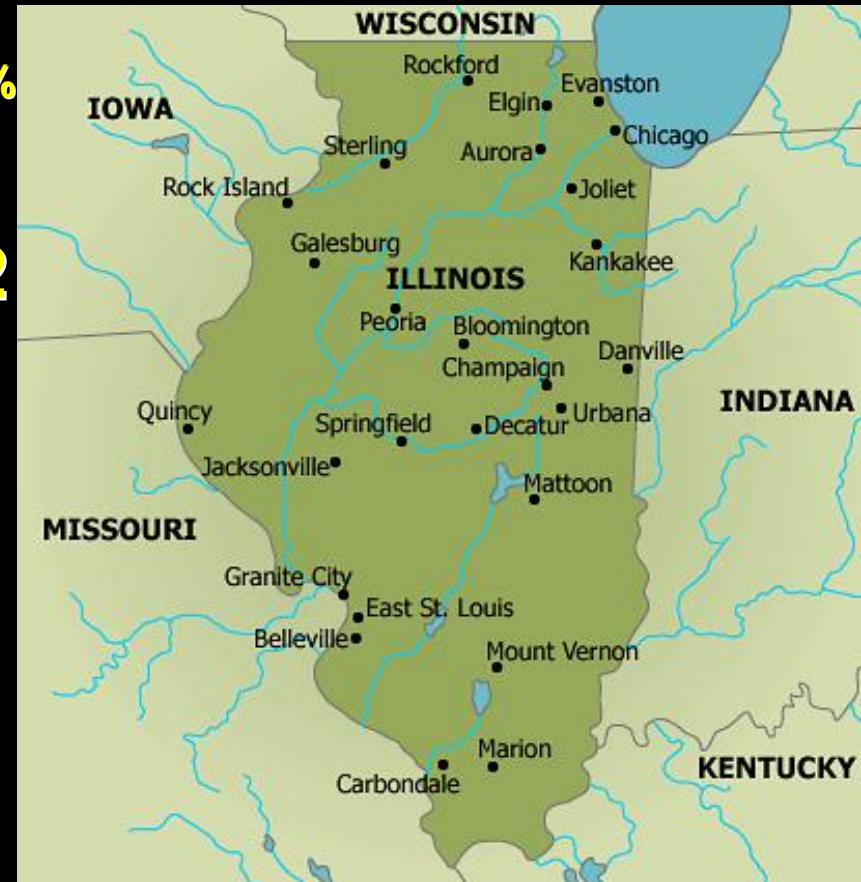 WISCONSIN
Rockford
%
Evanston
Elgin
IOWA
Chicago
Sterling
Aurora
Rock Island
Joliet
Galesburg
Kankakee
2
ILLINOIS
Peoria
Bloomington
Danville
Champaign
INDIANA
Quincy
Urbana
Springfield
Decatur
Jacksonville
Mattoon
MISSOURI
Granite City
East St. Louis
Belleville
Mount Vernon
Marion
KENTUCKY
Carbondale